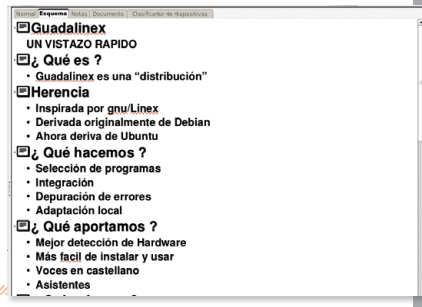 Normal Esquema Notas Documento Clasificador de diapositivas
Guadalinex
UN VISTAZO RAPIDO
¿ Qué es ?
• Guadalinex es una “distribución”
Herencia
• Inspirada por gnu/Linex
• Derivada originalmente de Debian
• Ahora deriva de Ubuntu
¿ Qué hacemos ?
• Selección de programas
• Integración
• Depuración de errores
• Adaptación local
¿ Qué aportamos ?
• Mejor detección de Hardware
• Más facil de instalar y usar
• Voces en castellano
• Asistentes